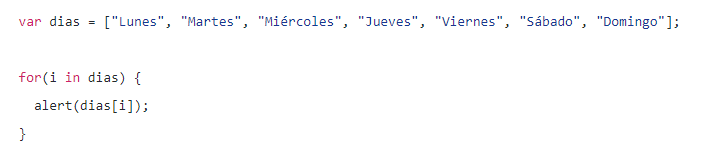 var dias = ["Lunes", "Martes", "Miércoles", "Jueves", "Viernes", "Sábado", "Domingo"];
for(i in dias) {
  alert(dias[i]);
}